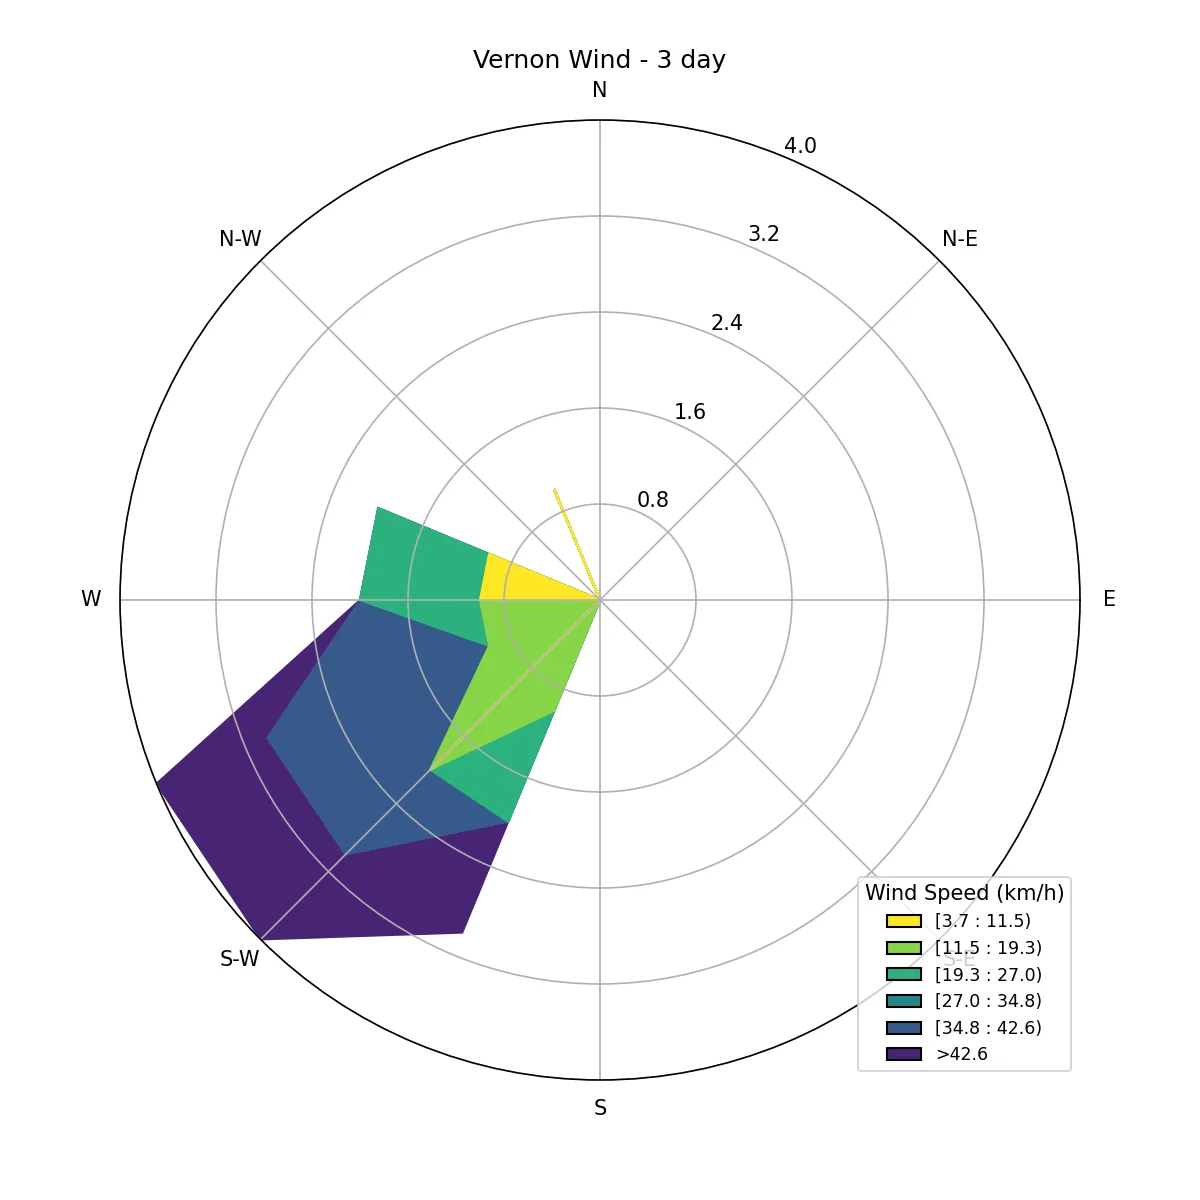 Vernon Wind - 3 day
N
4.0
N-W
N-E
3.2
2.4
1.6
0.8
W
E
S-W
S-E
S
Wind Speed (km/h)
[3.7 : 11.5)
[11.5 : 19.3)
[19.3 : 27.0)
[27.0 : 34.8)
[34.8 : 42.6)
>42.6